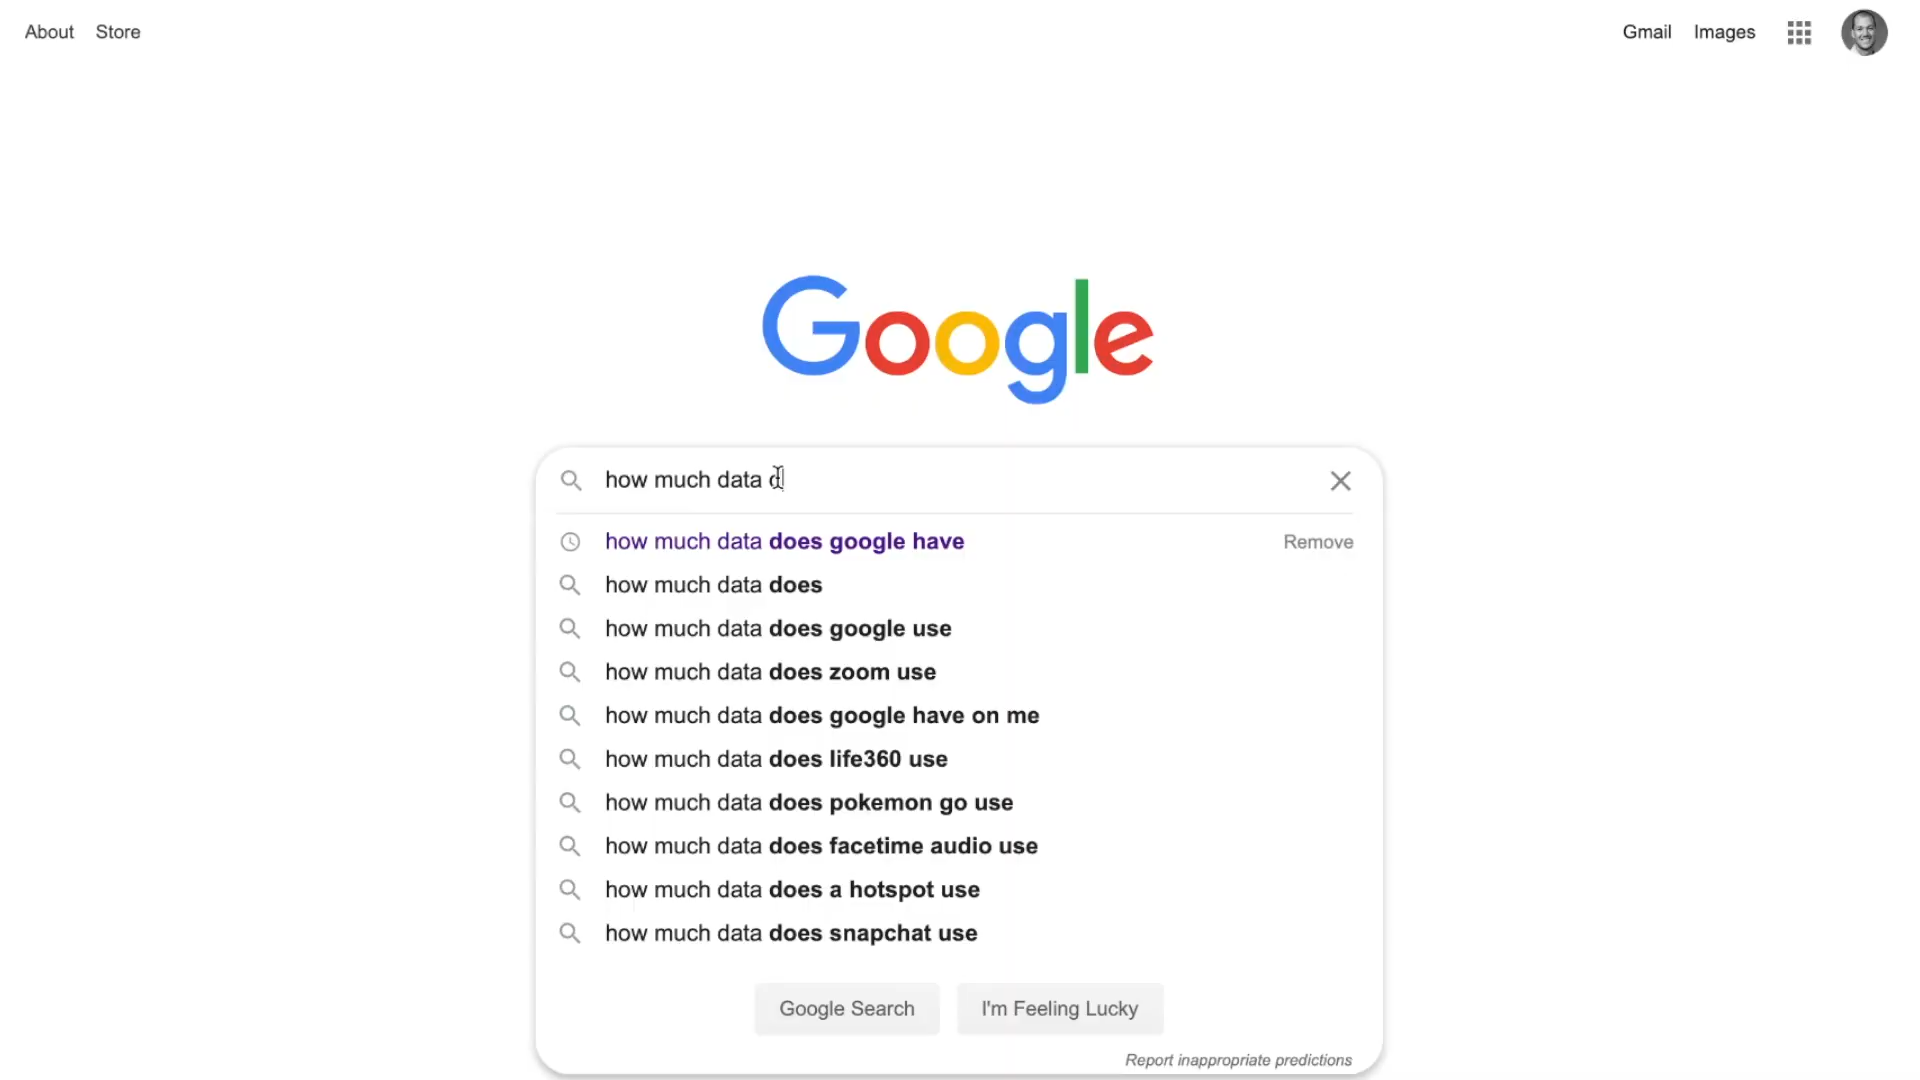 About Store
Gmail Images
Google
how much data d
how much data does google have
Remove
how much data does
how much data does google use
how much data does zoom use
how much data does google have on me
how much data does life360 use
how much data does pokemon go use
how much data does facetime audio use
how much data does a hotspot use
how much data does snapchat use
Google Search
I'm Feeling Lucky
Report inappropriate predictions